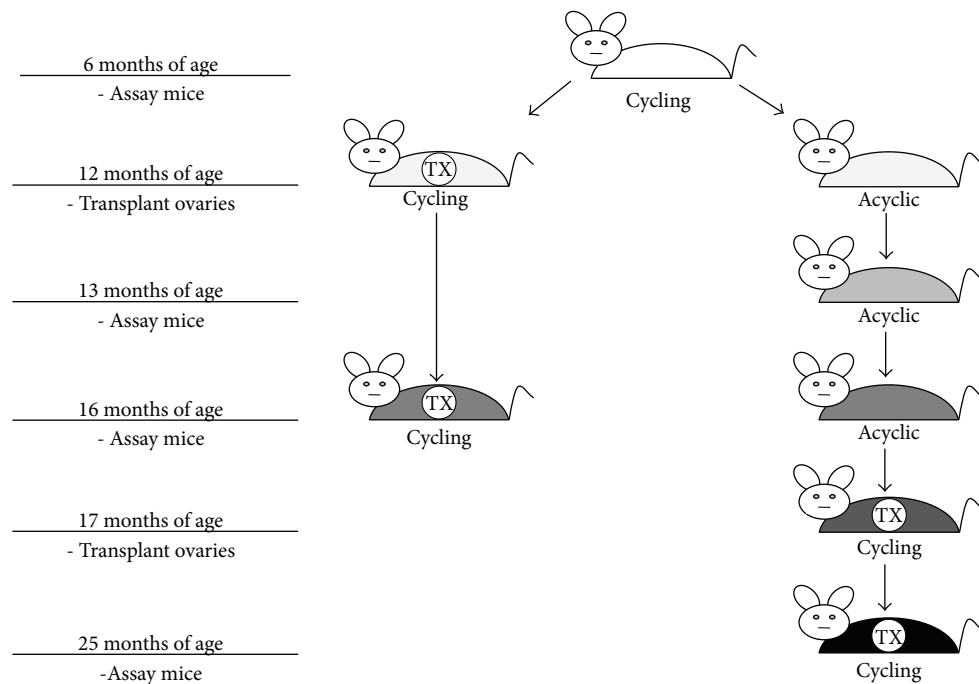 6 months of age
- Assay mice
Cycling
12 months of age
- Transplant ovaries
TX
Cycling
Acyclic
13 months of age
- Assay mice
Acyclic
16 months of age
- Assay mice
TX
Cycling
Acyclic
17 months of age
- Transplant ovaries
TX
Cycling
25 months of age
-Assay mice
TX
Cycling